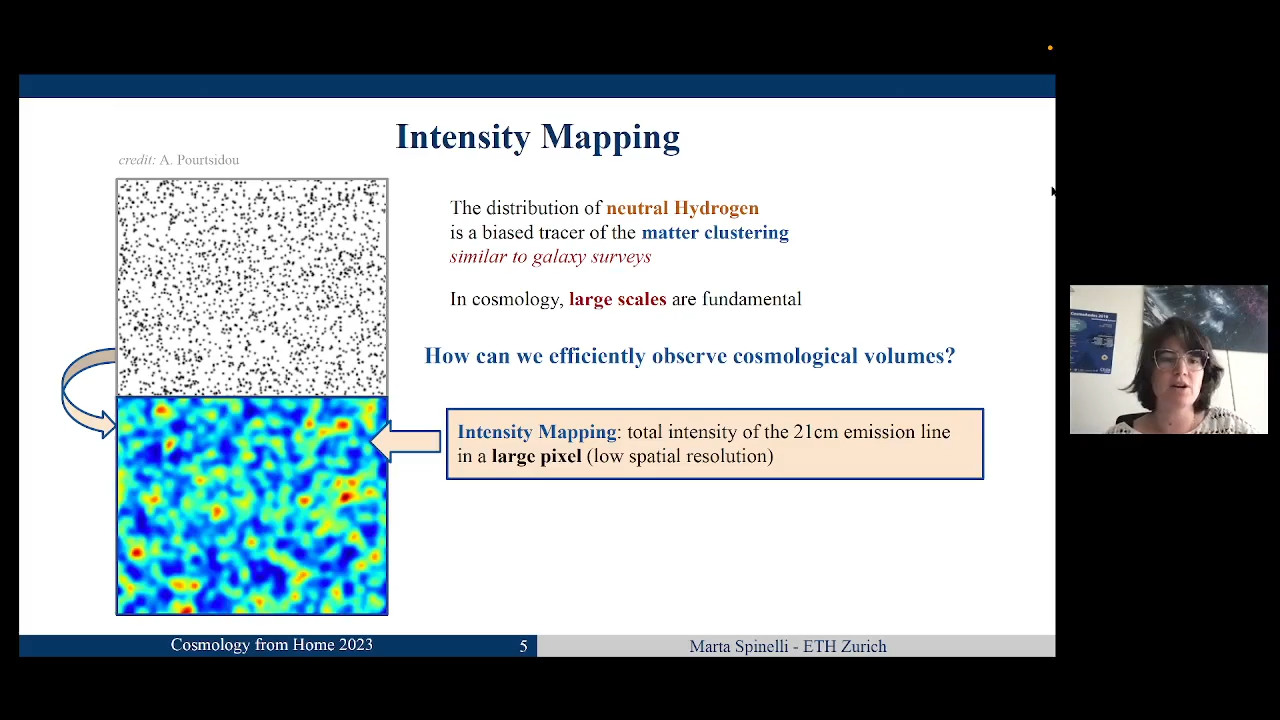 Intensity Mapping
credit: A. Pourtsidou
The distribution of neutral Hydrogen
is a biased tracer of the matter clustering
similar to galaxy surveys
In cosmology, large scales are fundamental
How can we efficiently observe cosmological volumes?
Intensity Mapping: total intensity of the 21cm emission line
in a large pixel (low spatial resolution)
Cosmology from Home 2023
5
Marta Spinelli - ETH Zurich